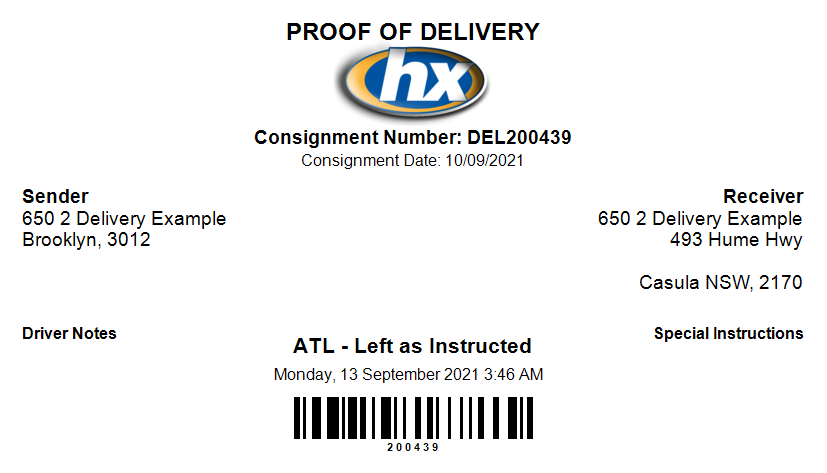 PROOF OF DELIVERY
hx
Consignment Number: DEL200439
Consignment Date: 10/09/2021
Sender
650 2 Delivery Example
Brooklyn, 3012
Receiver
650 2 Delivery Example
493 Hume Hwy
Casula NSW, 2170
Driver Notes
Special Instructions
ATL - Left as Instructed
Monday, 13 September 2021 3:46 AM
200439